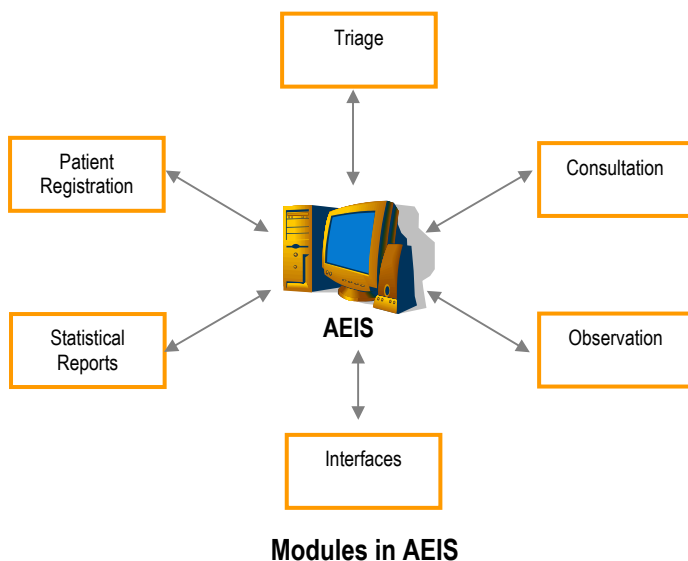 Triage
Patient
Registration
Consultation
AEIS
Statistical
Reports
Observation
Interfaces
Modules in AEIS